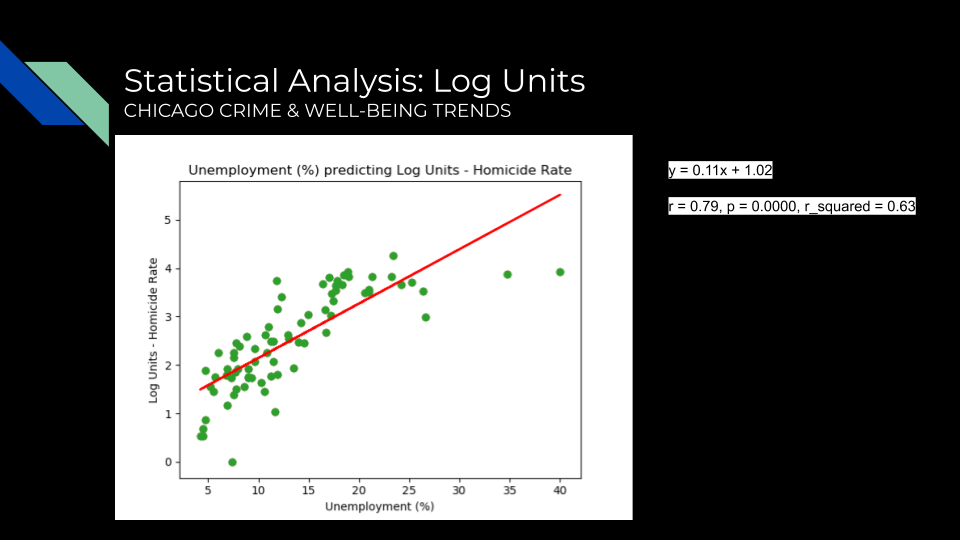 Statistical Analysis: Log Units
CHICAGO CRIME & WELL-BEING TRENDS
Unemployment (%) predicting Log Units - Homicide Rate
y = 0.11x + 1.02
r = 0.79, p = 0.0000, r_squared = 0.63
Log Units - Homicide Rate
5
4
3
2
1
0
5 10 15 20 25 30 35 40
Unemployment (%)